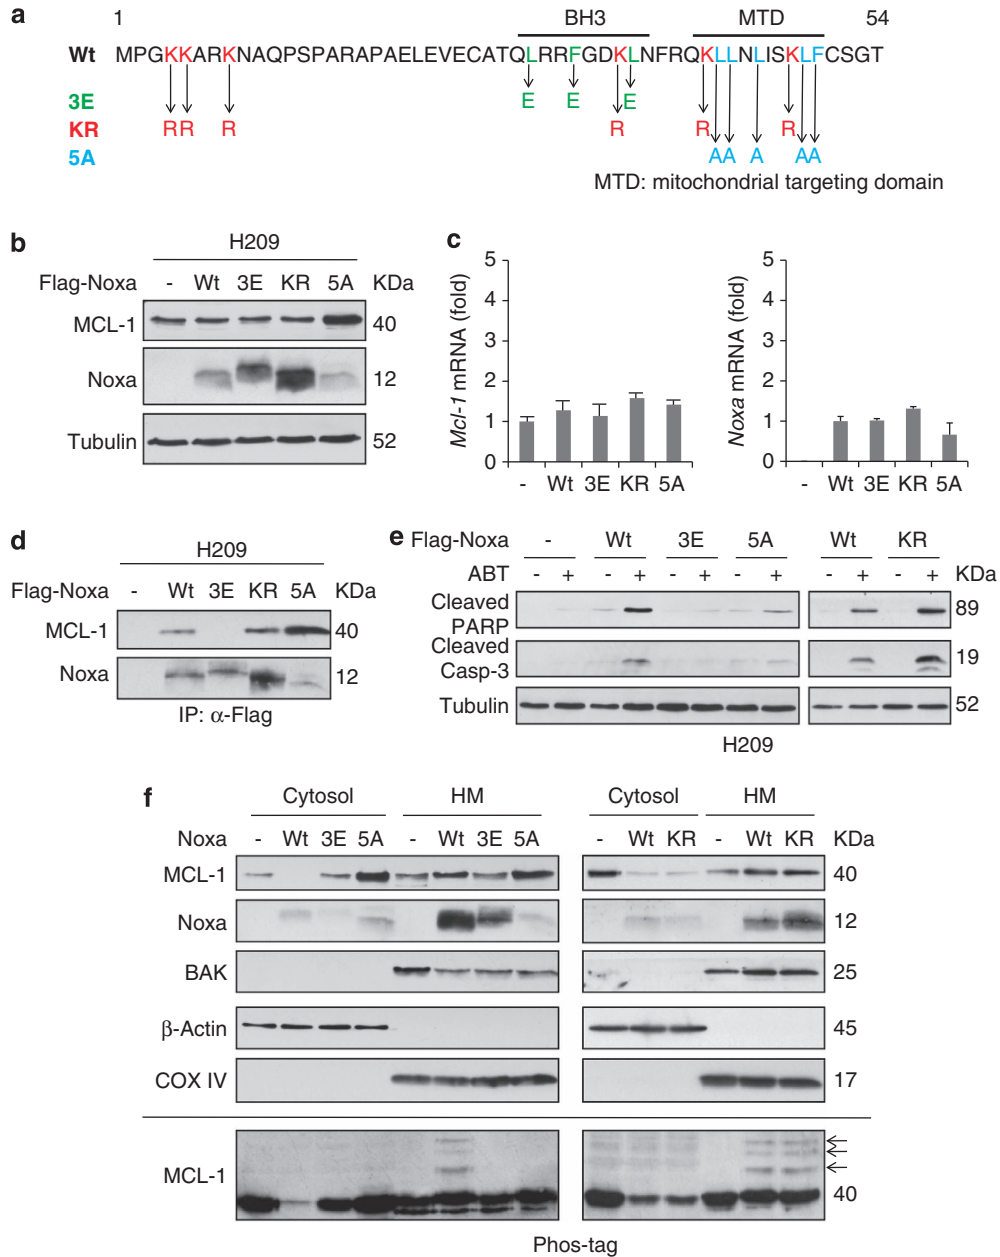 a
1 BH3 MTD 54
Wt MPGKKARKNAQPSPARAPAELEVECATQLRRFGDKLNFRQKLLNLISKLFCSGT
3E E E E
KR RR R R R R
5A AA A AA
MTD: mitochondrial targeting domain
b
H209
Flag-Noxa - Wt 3E KR 5A KDa
MCL-1 40
Noxa 12
Tubulin 52
c
Mcl-1 mRNA (fold)
5
4
3
2
1
0
- Wt 3E KR 5A
Noxa mRNA (fold)
5
4
3
2
1
0
- Wt 3E KR 5A
d
H209
Flag-Noxa - Wt 3E KR 5A KDa
MCL-1 40
Noxa 12
IP: α-Flag
e Flag-Noxa - Wt 3E 5A Wt KR
ABT - + - + - + - + - + - + KDa
Cleaved
PARP 89
Cleaved
Casp-3 19
Tubulin 52
H209
f
Cytosol HM Cytosol HM
Noxa - Wt 3E 5A - Wt 3E 5A - Wt KR - Wt KR KDa
MCL-1 40
Noxa 12
BAK 25
β-Actin 45
COX IV 17
MCL-1 40
Phos-tag